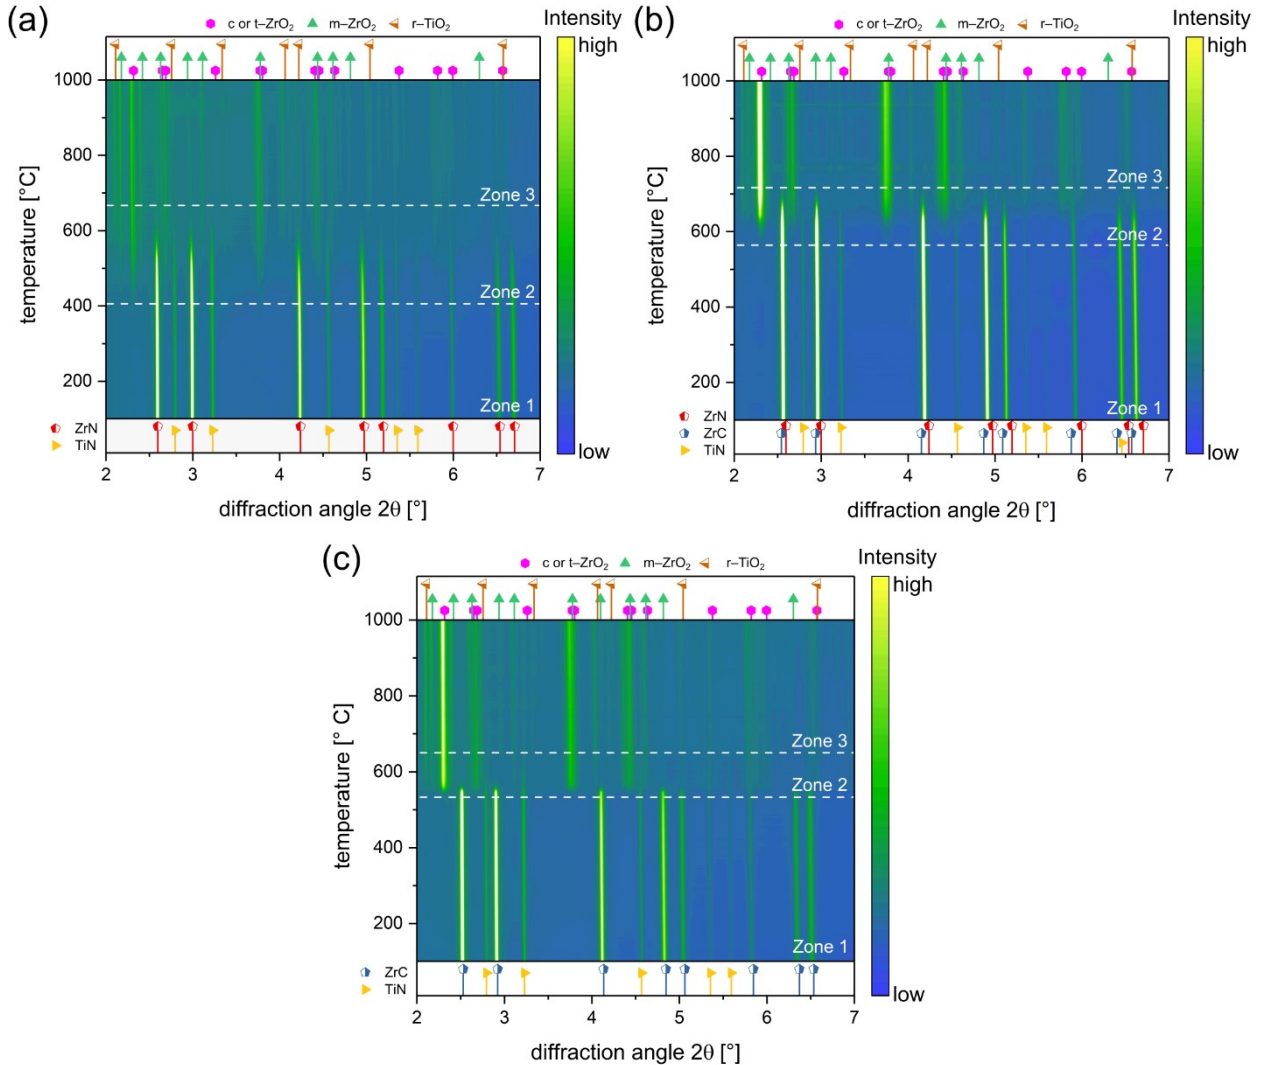 (a)
c or t–ZrO₂ m–ZrO₂ r–TiO₂
Intensity
high
low
1000
800
600
400
200
temperature [°C]
Zone 3
Zone 2
Zone 1
ZrN
TiN
2 3 4 5 6 7
diffraction angle 2θ [°]
(b)
c or t–ZrO₂ m–ZrO₂ r–TiO₂
Intensity
high
low
1000
800
600
400
200
temperature [°C]
Zone 3
Zone 2
Zone 1
ZrN
ZrC
TiN
2 3 4 5 6 7
diffraction angle 2θ [°]
(c)
c or t–ZrO₂ m–ZrO₂ r–TiO₂
Intensity
high
low
1000
800
600
400
200
temperature [° C]
Zone 3
Zone 2
Zone 1
ZrC
TiN
2 3 4 5 6 7
diffraction angle 2θ [°]